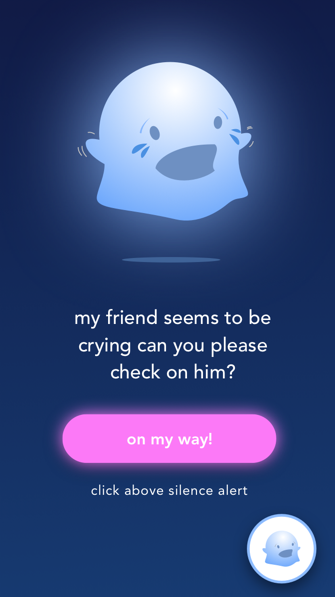 my friend seems to be
crying can you please
check on him?
on my way!
click above silence alert